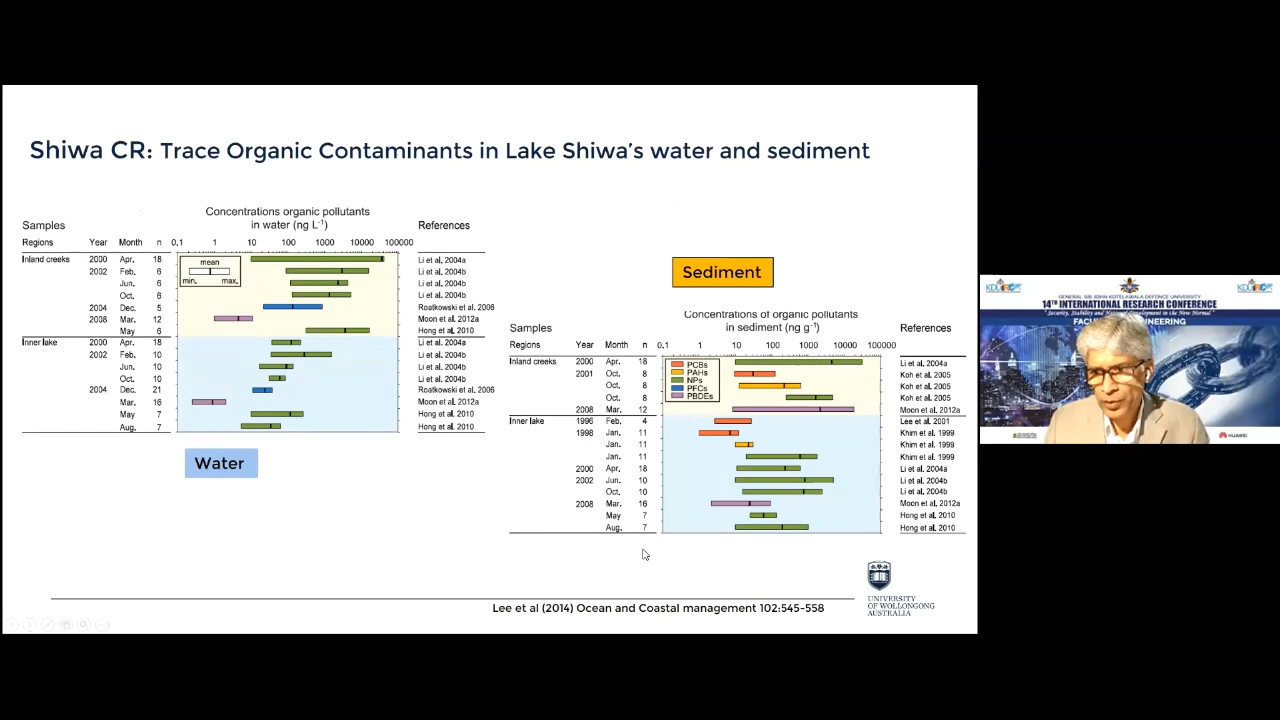 Shiwa CR: Trace Organic Contaminants in Lake Shiwa's water and sediment
Concentrations organic pollutants
in water (ng L-1)
Samples
References
Regions Year Month n 0.1 1 10 100 1000 10000 100000
Inland creeks 2000 Apr. 18 Li et al. 2004a
2002 Feb. 6 Li et al. 2004b
Jun. 6 Li et al. 2004b
Oct. 6 Li et al. 2004b
2004 Dec. 5 Roatkowski et al. 2006
2008 Mar. 12 Moon et al. 2012a
May 6 Hong et al. 2010
Inner lake 2000 Apr. 18 Li et al. 2004a
2002 Feb. 10 Li et al. 2004b
Jun. 10 Li et al. 2004b
Oct. 10 Li et al. 2004b
2004 Dec. 21 Roatkowski et al. 2006
Mar. 16 Moon et al. 2012a
May 7 Hong et al. 2010
Aug. 7 Hong et al. 2010
mean
min. max.
Water
Sediment
Concentrations of organic pollutants
in sediment (ng g-1)
Samples
References
Regions Year Month n 0.1 1 10 100 1000 10000 100000
Inland creeks 2000 Apr. 18 Li et al. 2004a
2001 Oct. 8 Koh et al. 2005
Oct. 8 Koh et al. 2005
Oct. 8 Koh et al. 2005
2008 Mar. 12 Moon et al. 2012a
Inner lake 1996 Feb. 4 Lee et al. 2001
1998 Jan. 11 Khim et al. 1999
Jan. 11 Khim et al. 1999
Jan. 11 Khim et al. 1999
2000 Apr. 18 Li et al. 2004a
2002 Jun. 10 Li et al. 2004b
Oct. 10 Li et al. 2004b
2008 Mar. 16 Moon et al. 2012a
May 7 Hong et al. 2010
Aug. 7 Hong et al. 2010
PCBs
PAHs
NPs
PFCs
PBDEs
Lee et al (2014) Ocean and Coastal management 102:545-558
UNIVERSITY
OF WOLLONGONG
AUSTRALIA
GENERAL SIR JOHN KOTELAWALA DEFENCE UNIVERSITY
14TH INTERNATIONAL RESEARCH CONFERENCE
"Security, Stability and Development in the New Normal"
HUAWEI